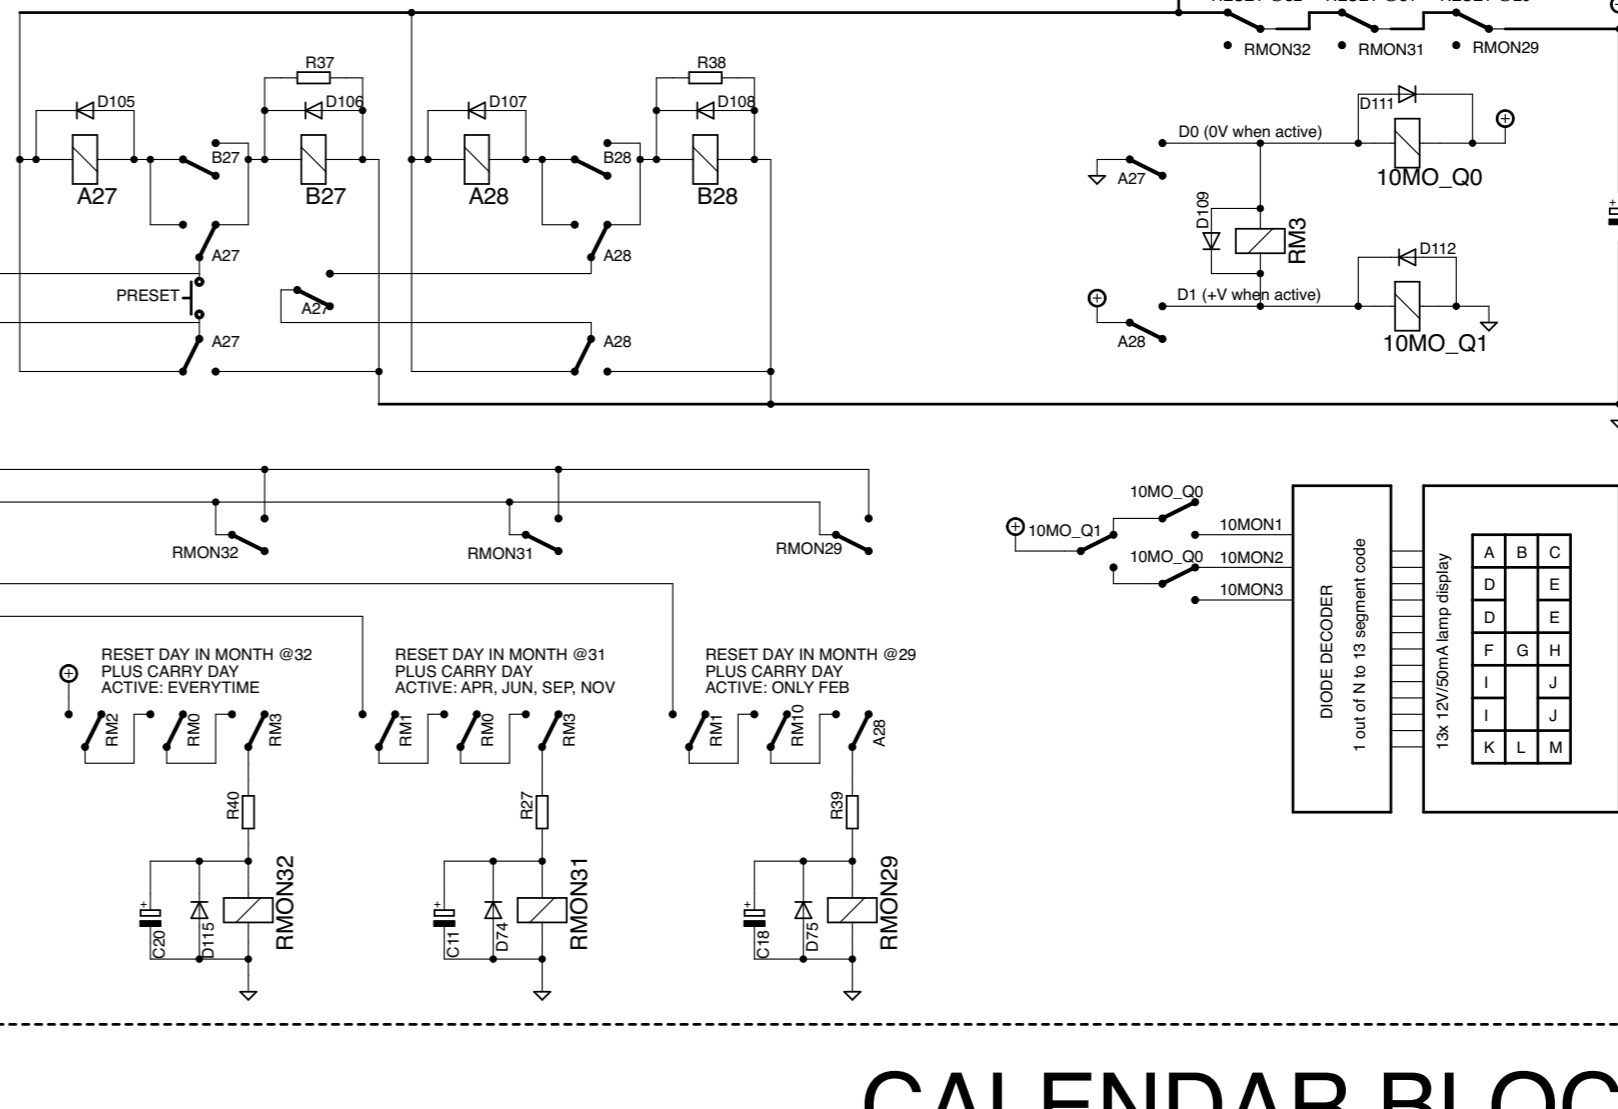 RMON32
RMON31
RMON29
R37
R38
D105
D106
D107
D108
D111
D0 (0V when active)
B27
B28
A27
B27
A28
B28
A27
10MO_Q0
D109
RM3
A27
A28
D112
PRESET
A27
D1 (+V when active)
A27
A28
A28
10MO_Q1
10MO_Q0
10MO_Q1
10MON1
RMON32
RMON31
RMON29
10MO_Q0
10MON2
10MON3
DIODE DECODER
1 out of N to 13 segment code
13x 12V/50mA lamp display
A B C
D E
D E
F G H
I J
I J
K L M
RESET DAY IN MONTH @32
PLUS CARRY DAY
ACTIVE: EVERYTIME
RESET DAY IN MONTH @31
PLUS CARRY DAY
ACTIVE: APR, JUN, SEP, NOV
RESET DAY IN MONTH @29
PLUS CARRY DAY
ACTIVE: ONLY FEB
RM2
RM0
RM3
RM1
RM0
RM3
RM1
RM10
A28
R40
R27
R39
C20
D115
RMON32
C11
D74
RMON31
C18
D75
RMON29
CALENDAR BLOC